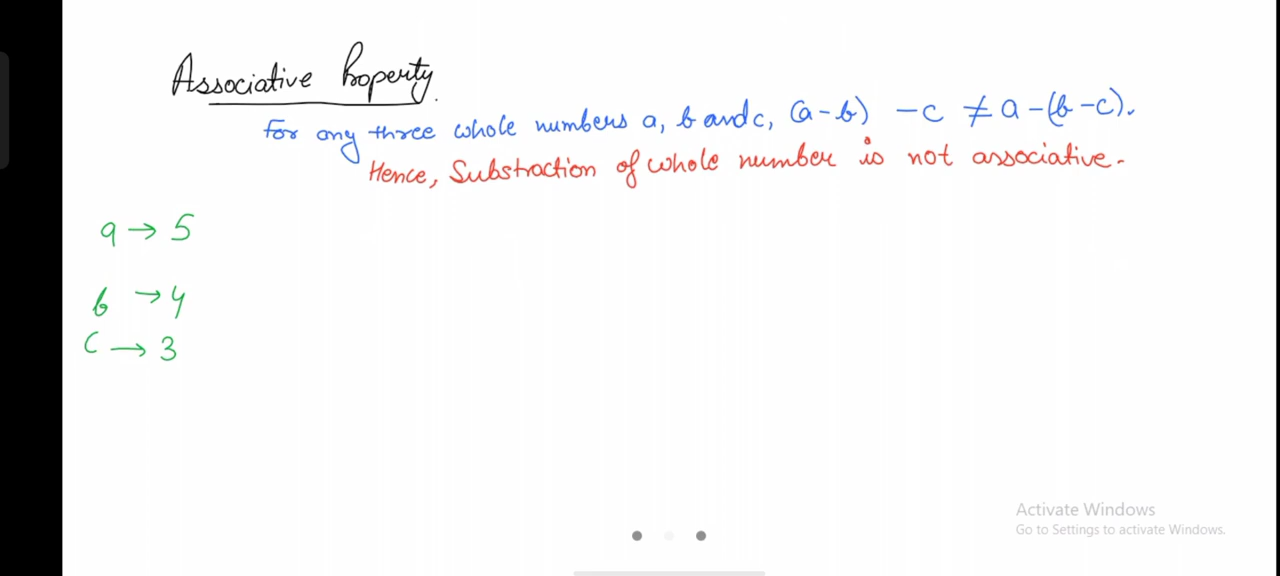 Associative Property.
For any three whole numbers a, b and c, (a-b) -c ≠ a-(b-c).
Hence, Substraction of whole number is not associative.
a → 5
b → 4
c → 3
Activate Windows
Go to Settings to activate Windows.